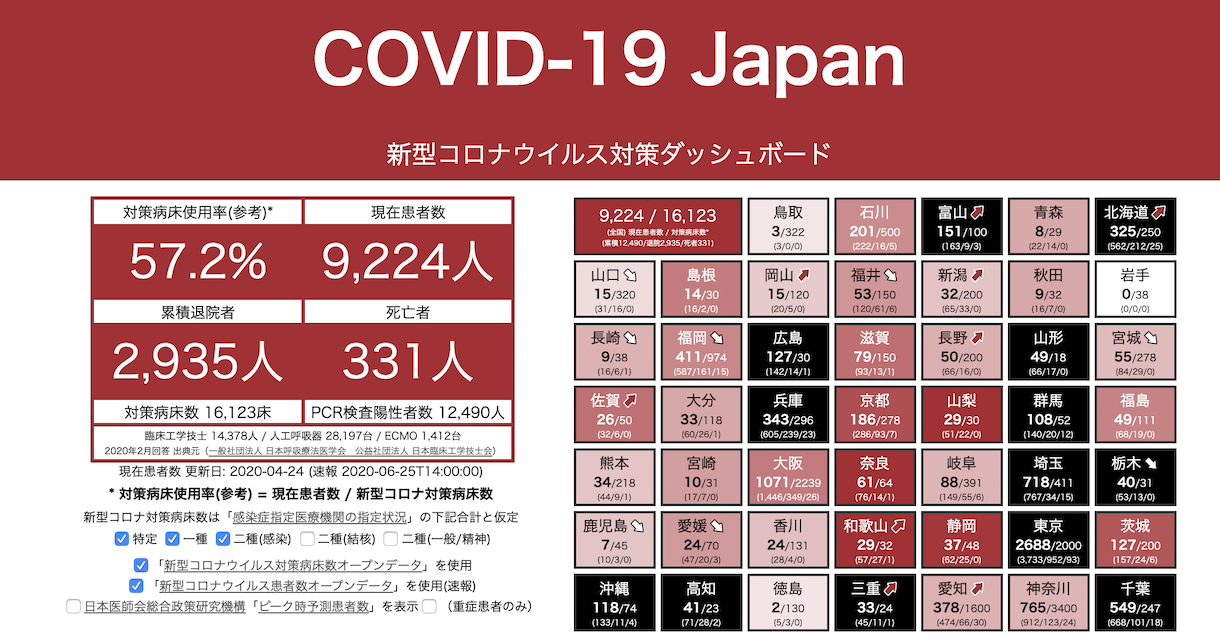 COVID-19 Japan
新型コロナウイルス対策ダッシュボード
対策病床使用率(参考)*
現在患者数
57.2%
9,224人
累積退院者
死亡者
2,935人
331人
対策病床数 16,123床
PCR検査陽性者数 12,490人
臨床工学技士 14,378人 / 人工呼吸器 28,197台 / ECMO 1,412台
2020年2月回答 出典元 (一般社団法人 日本呼吸療法医学会　公益社団法人 日本臨床工学技士会)
現在患者数 更新日: 2020-04-24 (速報 2020-06-25T14:00:00)
* 対策病床使用率(参考) = 現在患者数 / 新型コロナ対策病床数
新型コロナ対策病床数は「感染症指定医療機関の指定状況」の下記合計と仮定
特定 一種 二種(感染) 二種(結核) 二種(一般/精神)
「新型コロナウイルス対策病床数オープンデータ」を使用
「新型コロナウイルス患者数オープンデータ」を使用(速報)
日本医師会総合政策研究機構「ピーク時予測患者数」を表示 (重症患者のみ)
9,224 / 16,123
(全国) 現在患者数 / 対策病床数*
(累積12,490/退院2,935/死者331)
鳥取
3/322
(3/0/0)
石川
201/500
(222/16/5)
富山
151/100
(163/9/3)
青森
8/29
(22/14/0)
北海道
325/250
(562/212/25)
山口
15/320
(31/16/0)
島根
14/30
(16/2/0)
岡山
15/120
(20/5/0)
福井
53/150
(120/61/6)
新潟
32/200
(65/33/0)
秋田
9/32
(16/7/0)
岩手
0/38
(0/0/0)
長崎
9/38
(16/6/1)
福岡
411/974
(587/161/15)
広島
127/30
(142/14/1)
滋賀
79/150
(93/13/1)
長野
50/200
(66/16/0)
山形
49/18
(66/17/0)
宮城
55/278
(84/29/0)
佐賀
26/50
(32/6/0)
大分
33/118
(60/26/1)
兵庫
343/296
(605/239/23)
京都
186/278
(286/93/7)
山梨
29/30
(51/22/0)
群馬
108/52
(140/20/12)
福島
49/111
(68/19/0)
熊本
34/218
(44/9/1)
宮崎
10/31
(17/7/0)
大阪
1071/2239
(1,446/349/26)
奈良
61/64
(76/14/1)
岐阜
88/391
(149/55/6)
埼玉
718/411
(767/34/15)
栃木
40/31
(53/13/0)
鹿児島
7/45
(10/3/0)
愛媛
24/70
(47/20/3)
香川
24/131
(28/4/0)
和歌山
29/32
(57/27/1)
静岡
37/48
(62/25/0)
東京
2688/2000
(3,733/952/93)
茨城
127/200
(157/24/6)
沖縄
118/74
(133/11/4)
高知
41/23
(71/28/2)
徳島
2/130
(5/3/0)
三重
33/24
(45/11/1)
愛知
378/1600
(474/66/30)
神奈川
765/3400
(912/123/24)
千葉
549/247
(668/101/18)